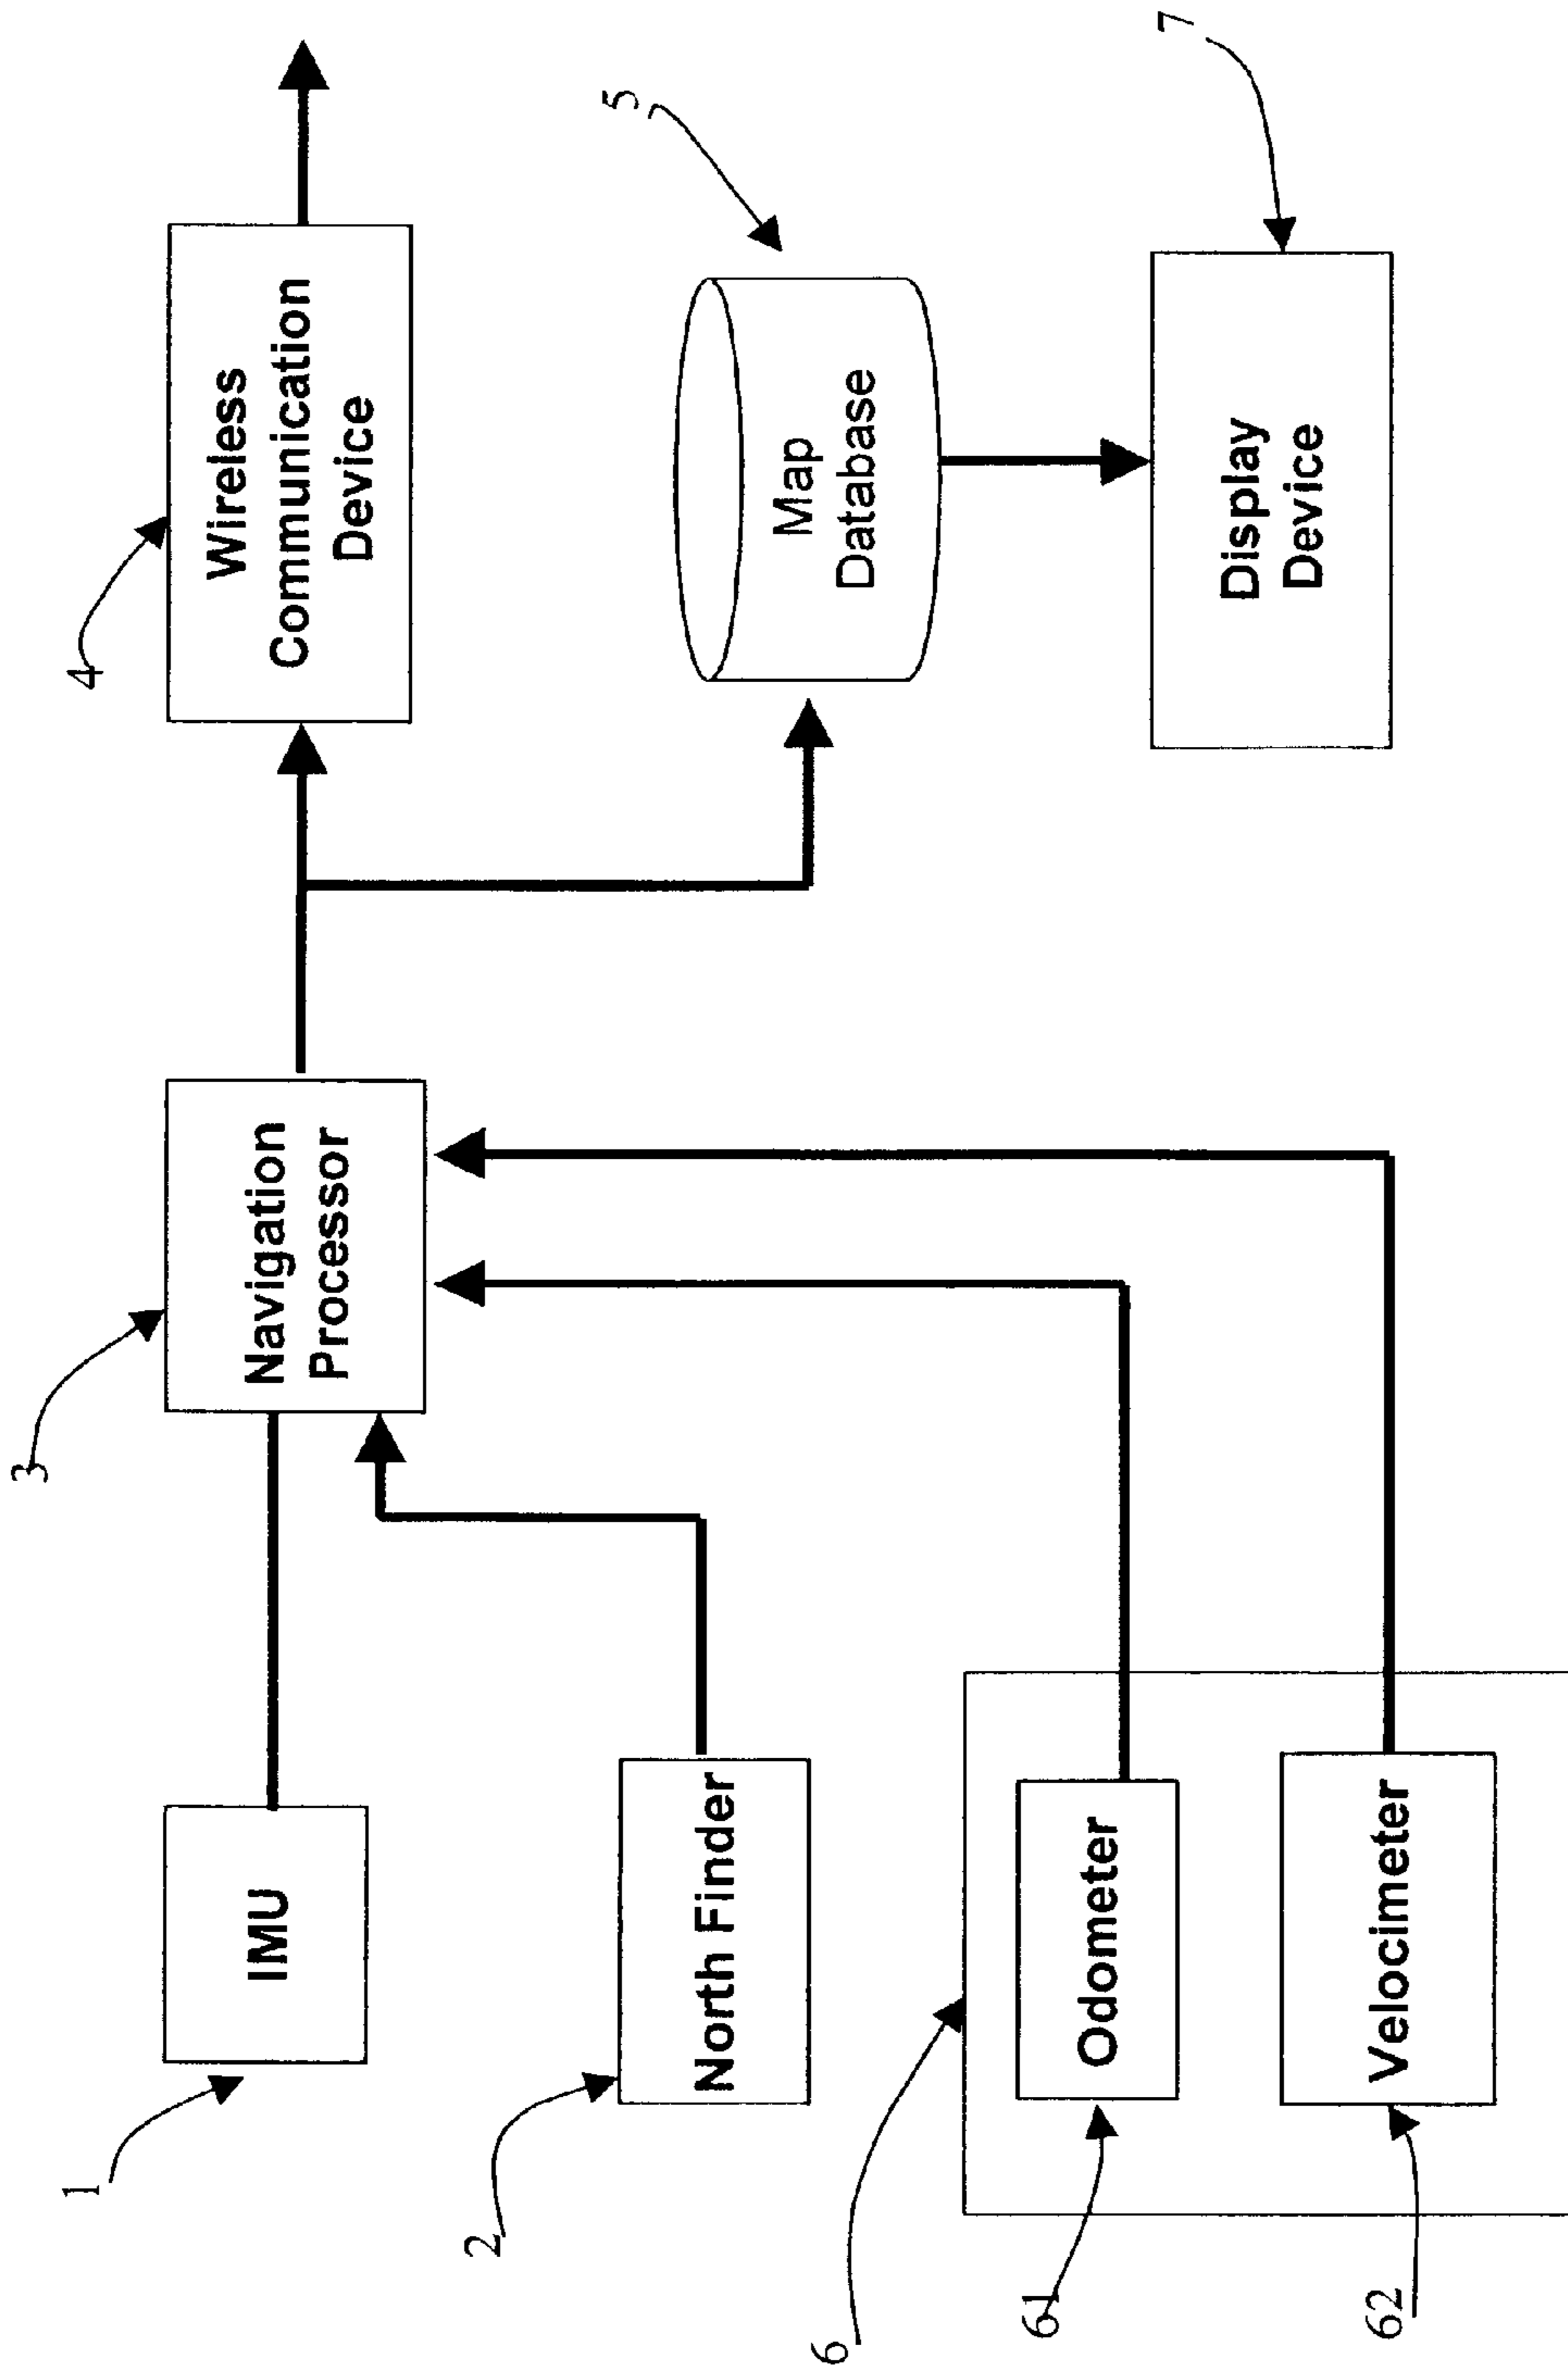 1
IMU
3
Navigation
Processor
4
Wireless
Communication
Device
2
North Finder
5
Map
Database
6
61
Odometer
62
Velocimeter
7
Display
Device